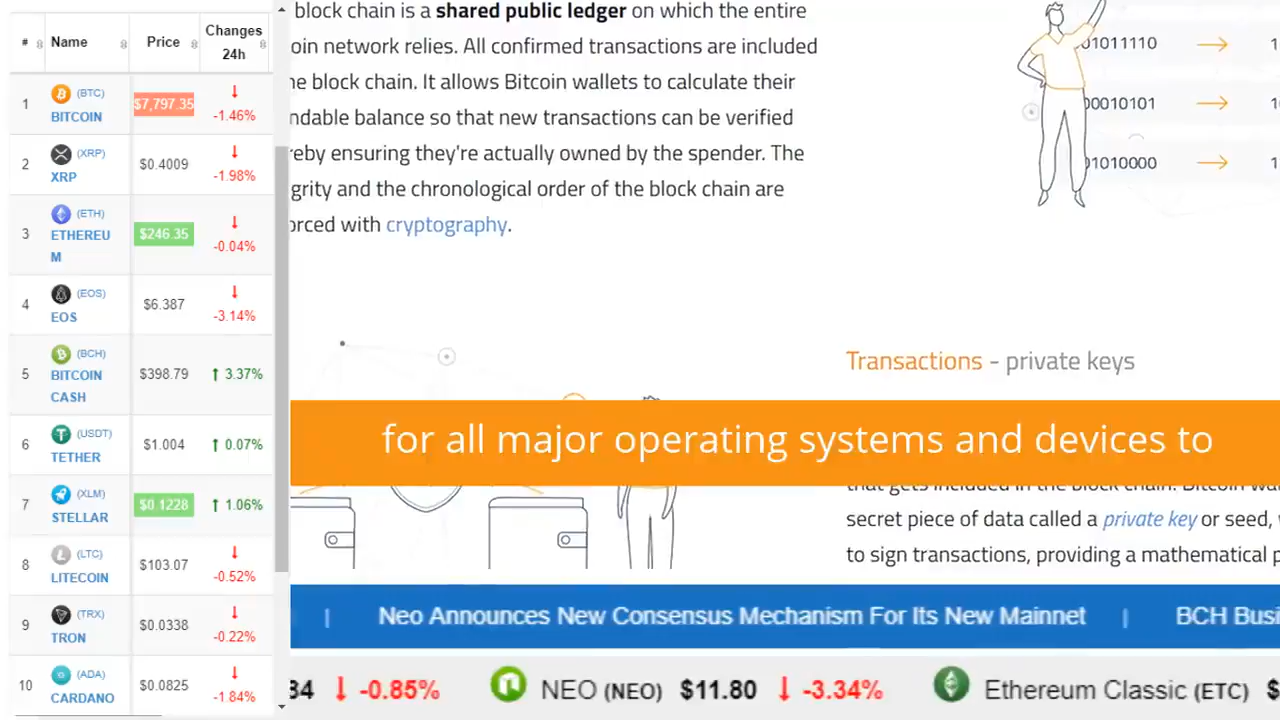 # Name Price Changes
24h
1 (BTC)
BITCOIN $7,797.35 -1.46%
2 (XRP)
XRP $0.4009 -1.98%
3 (ETH)
ETHEREU
M $246.35 -0.04%
4 (EOS)
EOS $6.387 -3.14%
5 (BCH)
BITCOIN
CASH $398.79 ↑ 3.37%
6 (USDT)
TETHER $1.004 ↑ 0.07%
7 (XLM)
STELLAR $0.1228 ↑ 1.06%
8 (LTC)
LITECOIN $103.07 -0.52%
9 (TRX)
TRON $0.0338 -0.22%
10 (ADA)
CARDANO $0.0825 -1.84%
block chain is a shared public ledger on which the entire
oin network relies. All confirmed transactions are included
he block chain. It allows Bitcoin wallets to calculate their
ndable balance so that new transactions can be verified
reby ensuring they're actually owned by the spender. The
grity and the chronological order of the block chain are
orced with cryptography.
01011110 → 1
00010101 → 1
01010000 → 1
Transactions - private keys
for all major operating systems and devices to
that gets included in the block chain. Bitcoin wa
secret piece of data called a private key or seed,
to sign transactions, providing a mathematical p
| Neo Announces New Consensus Mechanism For Its New Mainnet | BCH Busi
34 ↓ -0.85% NEO (NEO) $11.80 ↓ -3.34% Ethereum Classic (ETC) $